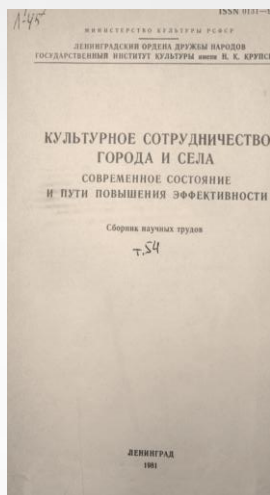 Л-45
МИНИСТЕРСТВО КУЛЬТУРЫ РСФСР
ЛЕНИНГРАДСКИЙ ОРДЕНА ДРУЖБЫ НАРОДОВ
ГОСУДАРСТВЕННЫЙ ИНСТИТУТ КУЛЬТУРЫ имени Н. К. КРУПСК
КУЛЬТУРНОЕ СОТРУДНИЧЕСТВО
ГОРОДА И СЕЛА
СОВРЕМЕННОЕ СОСТОЯНИЕ
И ПУТИ ПОВЫШЕНИЯ ЭФФЕКТИВНОСТИ
Сборник научных трудов
т.54
ЛЕНИНГРАД
1981